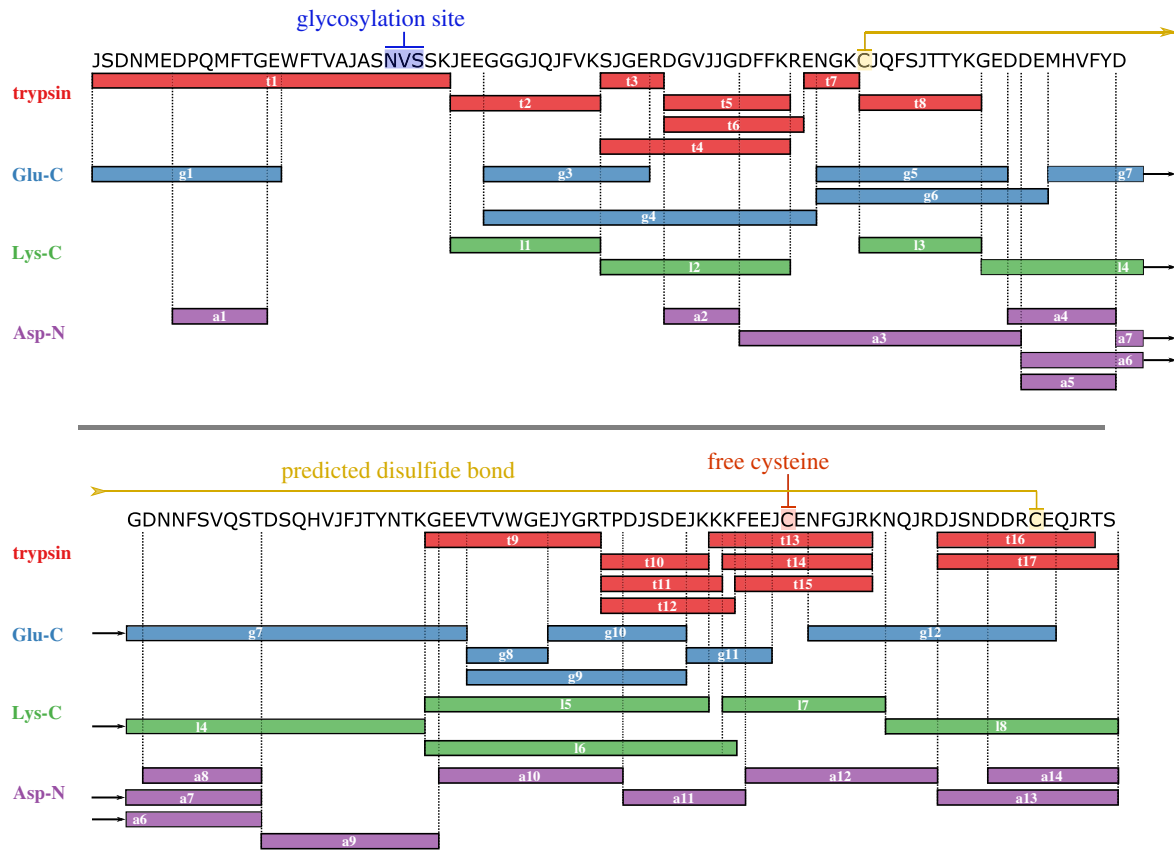 glycosylation site
JSDNMEDPQMFTGEWFTVAJASNVSSKJEEGGGJQJFVKSJGERDGVJJGDFFKRENGKCJQFSJTTYKGEDDEMHVFYD
trypsin
t1 t3 t7
t2 t5 t8
t6
t4
Glu-C
g1 g3 g5 g7
g6
g4
Lys-C
l1 l3
l2 l4
Asp-N
a1 a2 a4
a3 a7
a6
a5
free cysteine
predicted disulfide bond
GDNNFSVQSTDSQHVJFJTYNTKGEEVTVWGEJYGRTPDJSDEJKKKFEEJCENFGJRKNQJRDJSNDDRCEQJRTS
trypsin
t9 t13 t16
t10 t14 t17
t11 t15
t12
Glu-C
g7 g10 g12
g8 g11
g9
Lys-C
l5 l7
l4 l8
l6
Asp-N
a8 a10 a12 a14
a7 a11 a13
a6
a9